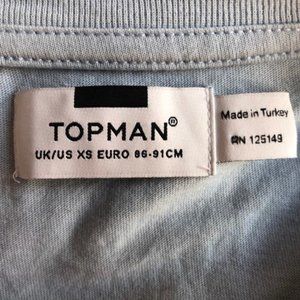 TOPMAN®
UK/US XS EURO 86-91CM
Made in Turkey
RN 125149